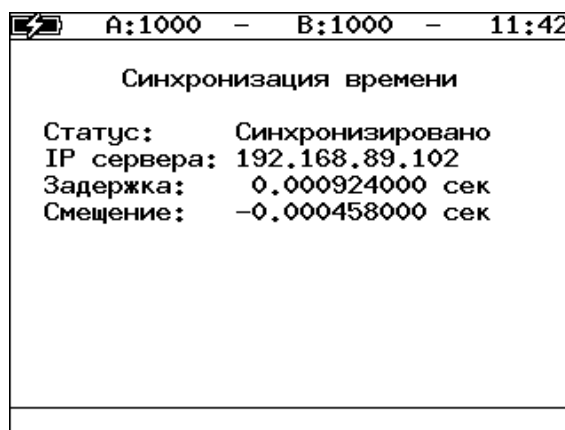 A:1000 – B:1000 – 11:42
Синхронизация времени
Статус: Синхронизировано
IP сервера: 192.168.89.102
Задержка: 0.000924000 сек
Смещение: -0.000458000 сек